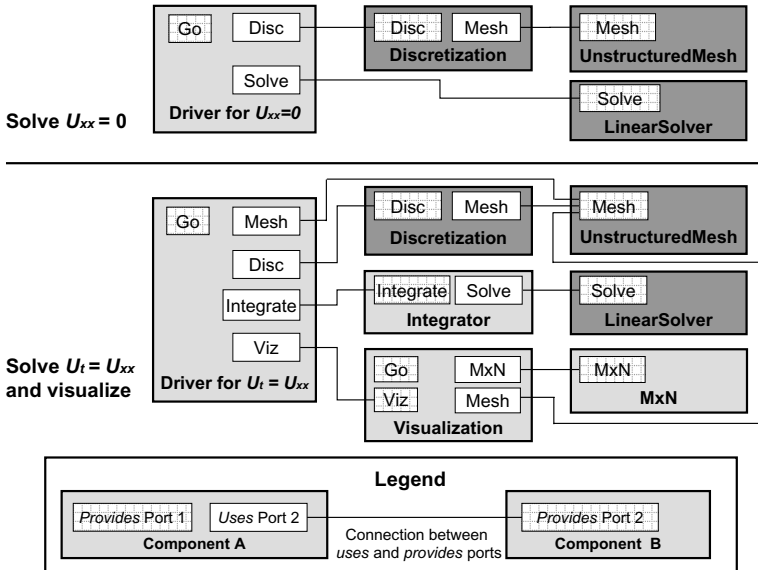 Go Disc Disc Mesh Mesh
Discretization UnstructuredMesh
Solve Solve
Driver for Uxx=0
Solve Uxx = 0
LinearSolver
Go Mesh Disc Mesh Mesh
Discretization UnstructuredMesh
Disc
Integrate Integrate Solve Solve
Integrator LinearSolver
Viz
Solve Ut = Uxx
and visualize
Driver for Ut = Uxx
Go MxN MxN
Viz Mesh MxN
Visualization
Legend
Provides Port 1 Uses Port 2 Provides Port 2
Component A
Connection between
uses and provides ports
Component B